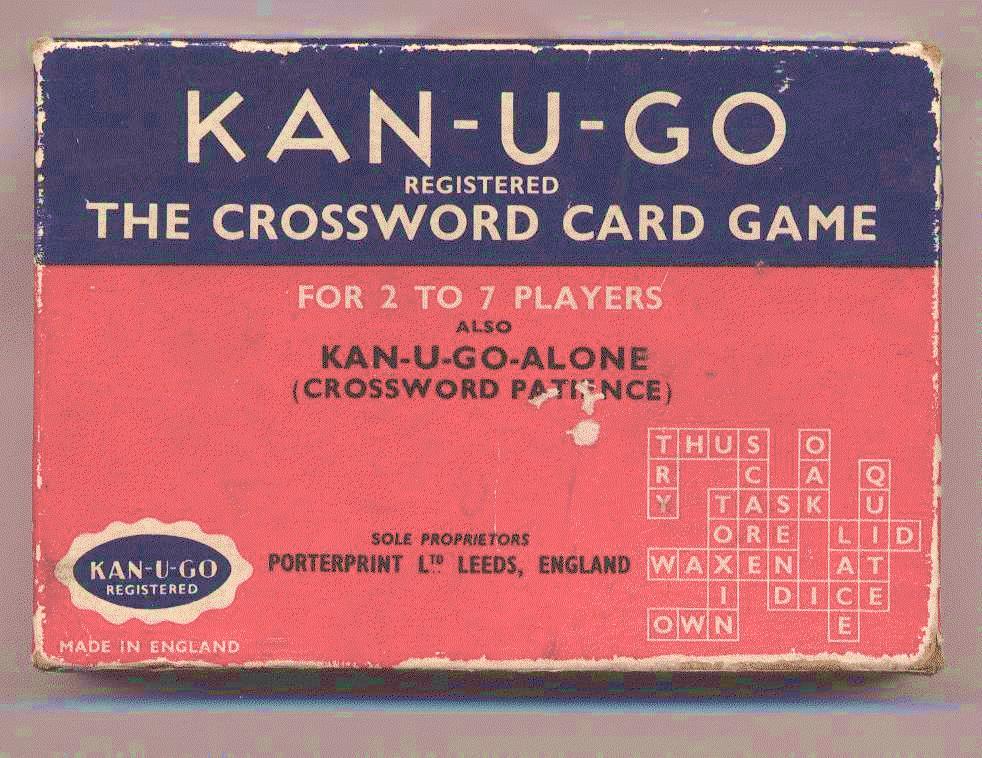 KAN-U-GO
REGISTERED
THE CROSSWORD CARD GAME
FOR 2 TO 7 PLAYERS
ALSO
KAN-U-GO-ALONE
(CROSSWORD PATIENCE)
THUS O
R C A Q
Y TASK U
ORE LID
WAXEN AT
I DICE
OWN E
SOLE PROPRIETORS
PORTERPRINT LTD LEEDS, ENGLAND
KAN-U-GO
REGISTERED
MADE IN ENGLAND